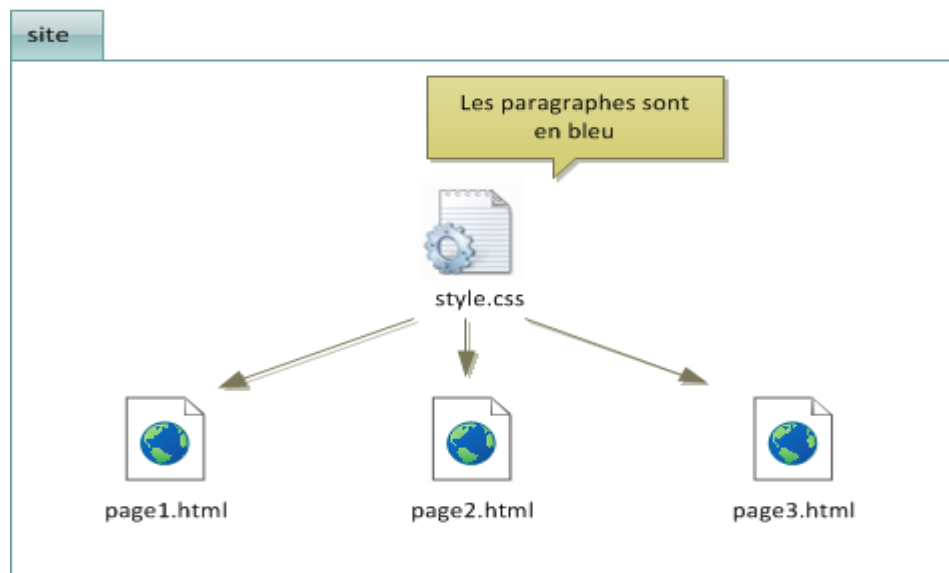 site
Les paragraphes sont
en bleu
style.css
page1.html
page2.html
page3.html